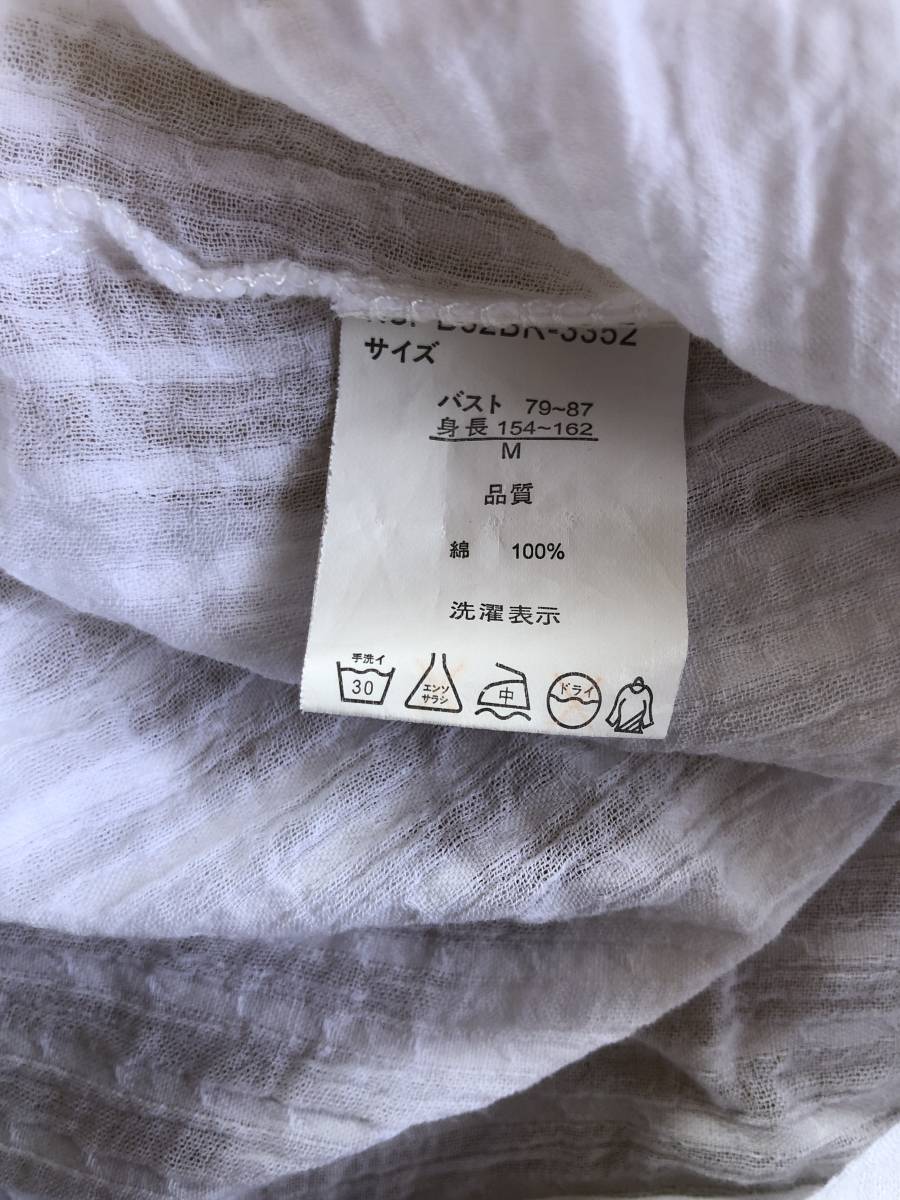 サイズ
バスト 79~87
身長 154~162
M
品質
綿 100%
洗濯表示
手洗イ
30 エンソサラシ 中 ドライ